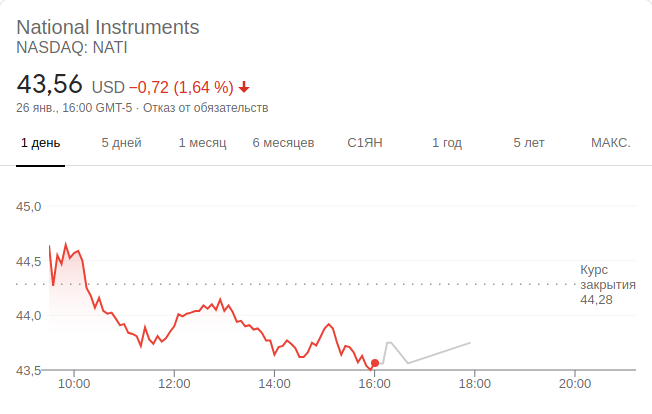 National Instruments
NASDAQ: NATI
43,56 USD −0,72 (1,64 %)
26 янв., 16:00 GMT-5 · Отказ от обязательств
1 день 5 дней 1 месяц 6 месяцев С1ЯН 1 год 5 лет МАКС.
45,0
44,5
Курс
закрытия
44,28
44,0
43,5
10:00 12:00 14:00 16:00 18:00 20:00